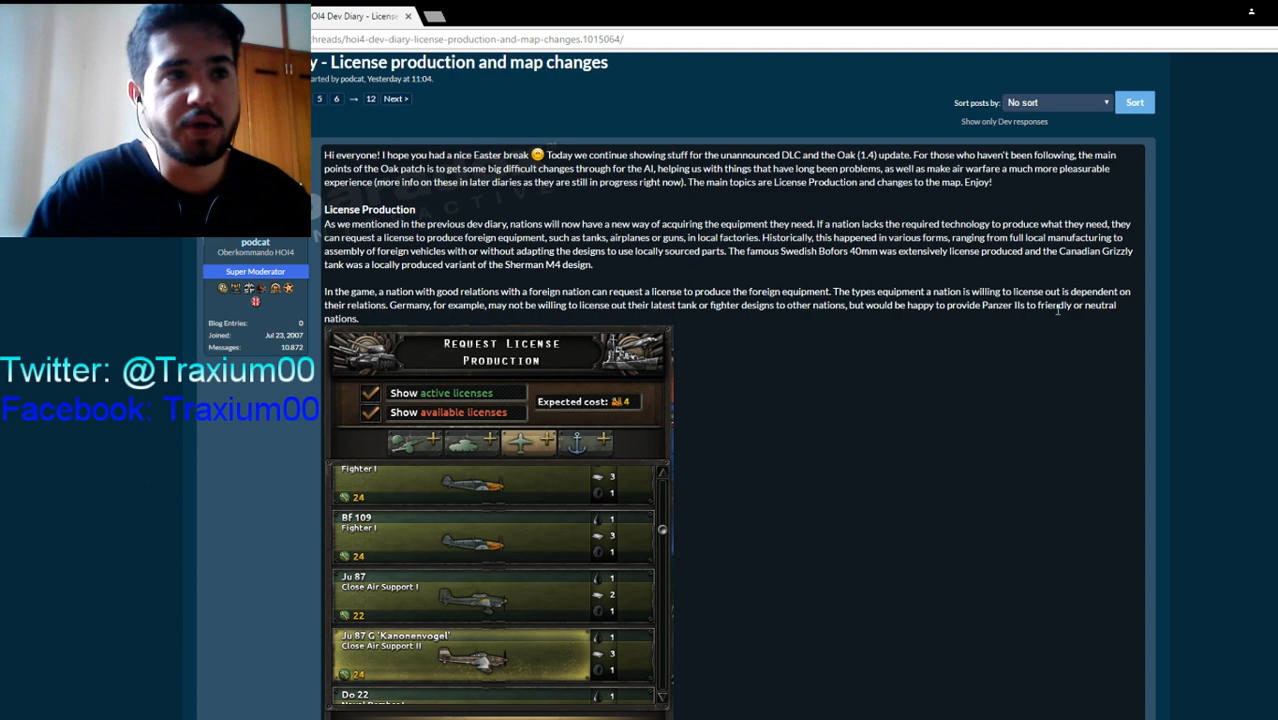 HOI4 Dev Diary - License
hreads/hoi4-dev-diary-license-production-and-map-changes.1015064/
y - License production and map changes
arted by podcat, Yesterday at 11:04.
5 6 → 12 Next >
Sort posts by: No sort Sort
Show only Dev responses
Hi everyone! I hope you had a nice Easter break Today we continue showing stuff for the unannounced DLC and the Oak (1.4) update. For those who haven't been following, the main
points of the Oak patch is to get some big difficult changes through for the AI, helping us with things that have long been problems, as well as make air warfare a much more pleasurable
experience (more info on these in later diaries as they are still in progress right now). The main topics are License Production and changes to the map. Enjoy!
License Production
As we mentioned in the previous dev diary, nations will now have a new way of acquiring the equipment they need. If a nation lacks the required technology to produce what they need, they
can request a license to produce foreign equipment, such as tanks, airplanes or guns, in local factories. Historically, this happened in various forms, ranging from full local manufacturing to
assembly of foreign vehicles with or without adapting the designs to use locally sourced parts. The famous Swedish Bofors 40mm was extensively license produced and the Canadian Grizzly
tank was a locally produced variant of the Sherman M4 design.
In the game, a nation with good relations with a foreign nation can request a license to produce the foreign equipment. The types equipment a nation is willing to license out is dependent on
their relations. Germany, for example, may not be willing to license out their latest tank or fighter designs to other nations, but would be happy to provide Panzer IIs to friendly or neutral
nations.
podcat
Oberkommando HOI4
Super Moderator
Blog Entries: 0
Joined: Jul 23, 2007
Messages: 10.872
Twitter: @Traxium00
Facebook: Traxium00
REQUEST LICENSE
PRODUCTION
Show active licenses
Show available licenses
Expected cost: 4
Fighter I
3
24
1
Bf 109
1
Fighter I
3
24
1
Ju 87
1
Close Air Support I
2
22
1
Ju 87 G 'Kanonenvogel'
1
Close Air Support II
3
24
1
Do 22
1